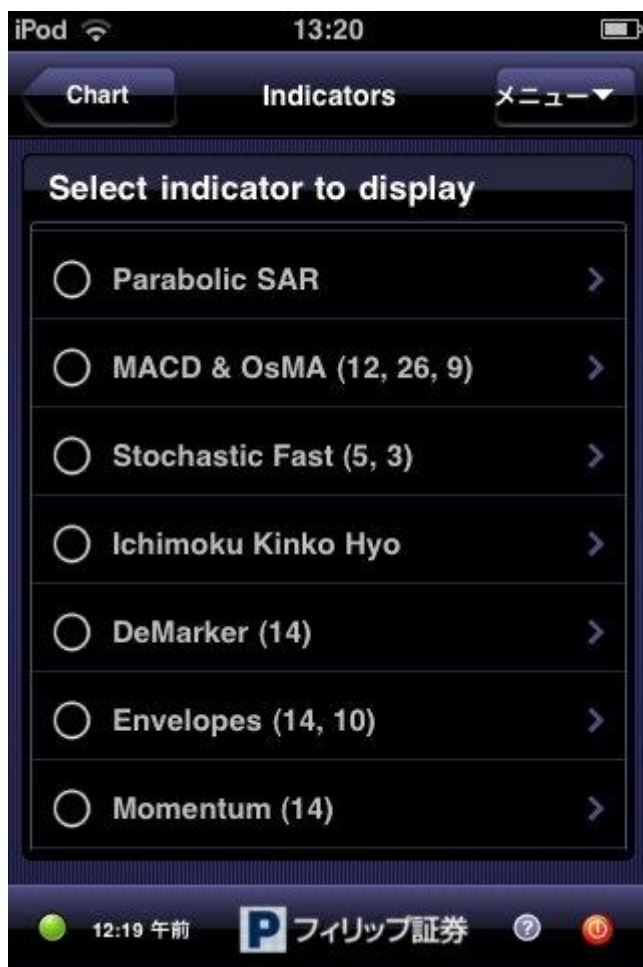 iPod 13:20
Chart Indicators メニュー▼
Select indicator to display
Parabolic SAR
MACD & OsMA (12, 26, 9)
Stochastic Fast (5, 3)
Ichimoku Kinko Hyo
DeMarker (14)
Envelopes (14, 10)
Momentum (14)
12:19 午前 P フィリップ証券 ?